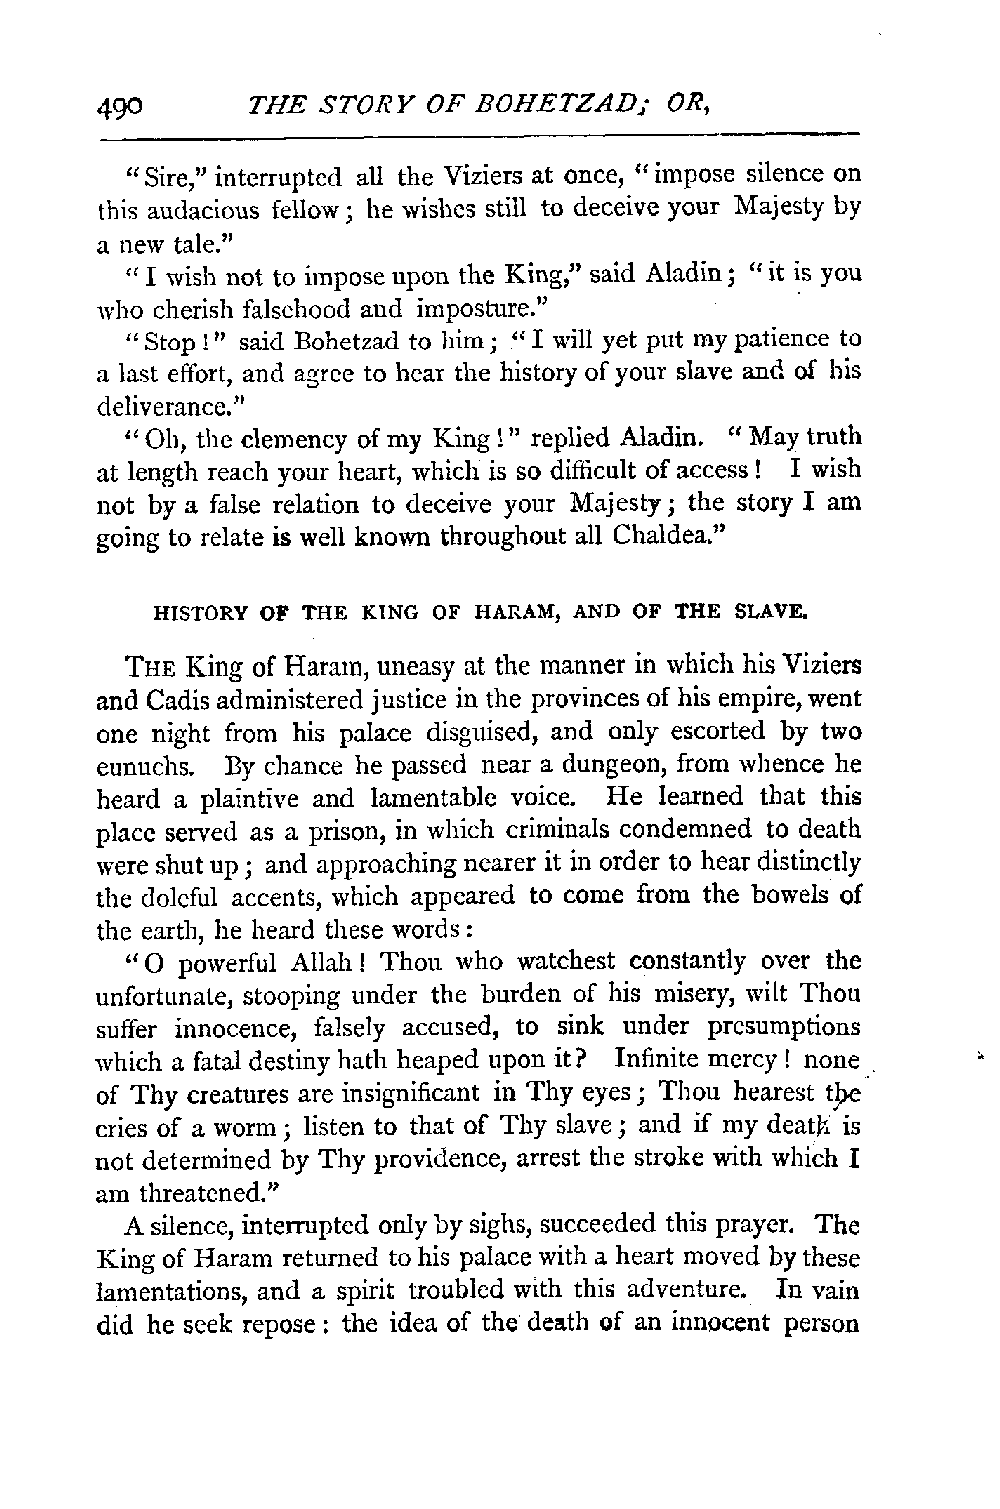 490 THE STORY OF BOHETZAD; OR,
"Sire," interrupted all the Viziers at once, "impose silence on
this audacious fellow; he wishes still to deceive your Majesty by
a new tale."
"I wish not to impose upon the King," said Aladin; "it is you
who cherish falsehood and imposture."
"Stop!" said Bohetzad to him; "I will yet put my patience to
a last effort, and agree to hear the history of your slave and of his
deliverance."
"Oh, the clemency of my King!" replied Aladin. "May truth
at length reach your heart, which is so difficult of access! I wish
not by a false relation to deceive your Majesty; the story I am
going to relate is well known throughout all Chaldea."
HISTORY OF THE KING OF HARAM, AND OF THE SLAVE.
THE King of Haram, uneasy at the manner in which his Viziers
and Cadis administered justice in the provinces of his empire, went
one night from his palace disguised, and only escorted by two
eunuchs. By chance he passed near a dungeon, from whence he
heard a plaintive and lamentable voice. He learned that this
place served as a prison, in which criminals condemned to death
were shut up; and approaching nearer it in order to hear distinctly
the doleful accents, which appeared to come from the bowels of
the earth, he heard these words:
"O powerful Allah! Thou who watchest constantly over the
unfortunate, stooping under the burden of his misery, wilt Thou
suffer innocence, falsely accused, to sink under presumptions
which a fatal destiny hath heaped upon it? Infinite mercy! none
of Thy creatures are insignificant in Thy eyes; Thou hearest the
cries of a worm; listen to that of Thy slave; and if my death is
not determined by Thy providence, arrest the stroke with which I
am threatened."
A silence, interrupted only by sighs, succeeded this prayer. The
King of Haram returned to his palace with a heart moved by these
lamentations, and a spirit troubled with this adventure. In vain
did he seek repose: the idea of the death of an innocent person